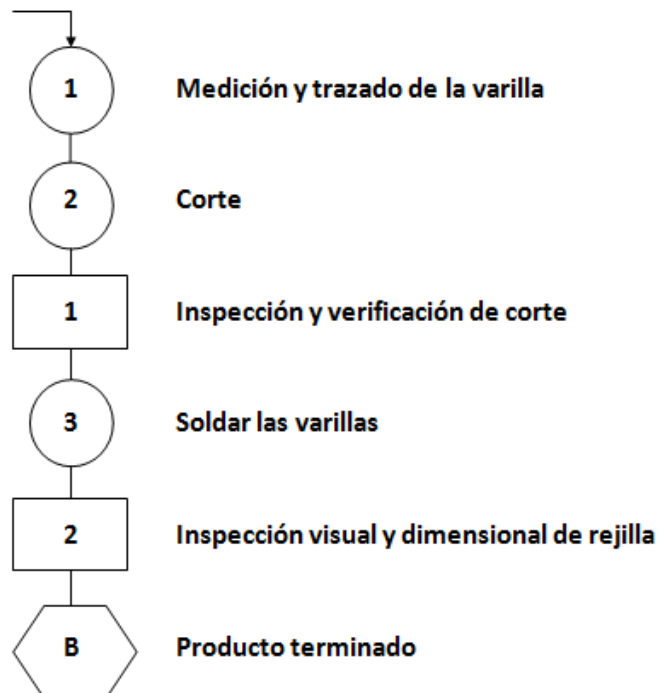 1 Medición y trazado de la varilla
2 Corte
1 Inspección y verificación de corte
3 Soldar las varillas
2 Inspección visual y dimensional de rejilla
B Producto terminado